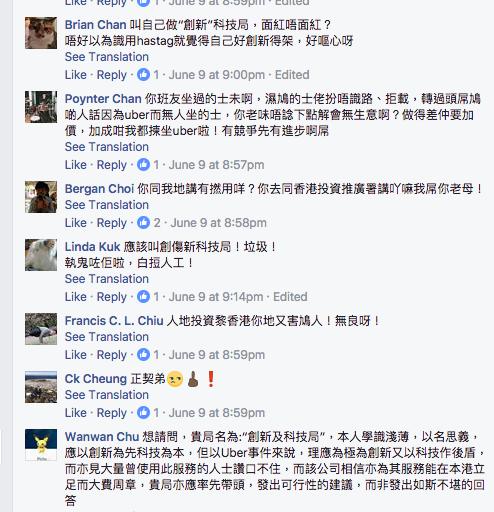 Like · Reply · 1 · June 9 at 8:59pm · Edited
Brian Chan 叫自己做“創新”科技局，面紅唔面紅？
唔好以為識用hastag就覺得自己好創新得架，好嘔心呀
See Translation
Like · Reply · 1 · June 9 at 9:00pm · Edited
Poynter Chan 你班友坐過的士未啊，濕鳩的士佬扮唔識路、拒載，轉過頭屌鳩
啲人話因為uber而無人坐的士，你老味唔諗下點解會無生意啊？做得差仲要加
價，加成咁我都揀坐uber啦！有競爭先有進步啊屌
See Translation
Like · Reply · 1 · June 9 at 8:57pm
Bergan Choi 你同我地講有撚用咩？你去同香港投資推廣署講吖嘛我屌你老母！
See Translation
Like · Reply · 2 · June 9 at 8:58pm
Linda Kuk 應該叫創傷新科技局！垃圾！
執鬼咗佢啦，白𢱕人工！
See Translation
Like · Reply · 1 · June 9 at 9:14pm · Edited
Francis C. L. Chiu 人地投資黎香港你地又害鳩人！無良呀！
See Translation
Like · Reply · 1 · June 9 at 8:59pm
Ck Cheung 正契弟😒🖕🏿❗
See Translation
Like · Reply · 1 · June 9 at 8:59pm
Wanwan Chu 想請問，貴局名為:“創新及科技局”，本人學識淺薄，以名思義，
應以創新為先科技為本，但以Uber事件來說，理應為極為創新又以科技作後盾，
而亦見大量曾使用此服務的人士讚口不住，而該公司相信亦為其服務能在本港立
足而大費周章，貴局亦應率先帶頭，發出可行性的建議，而非發出如斯不堪的回
答